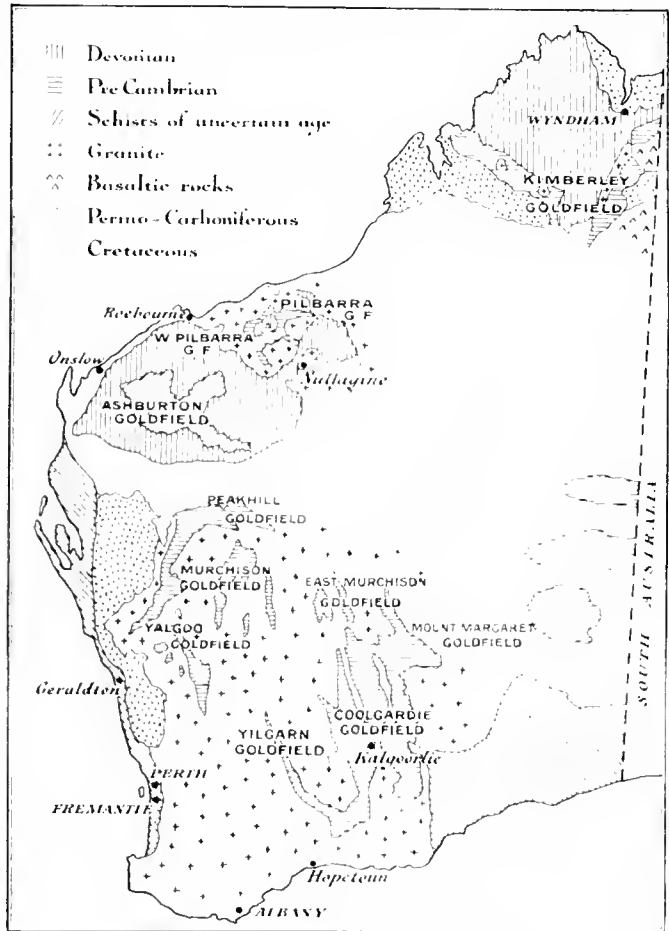 Devonian
Pre Cambrian
Schists of uncertain age
Granite
Basaltic rocks
Permo-Carboniferous
Cretaceous
WYNDHAM
KIMBERLEY
GOLDFIELD
Roebourne
PILBARRA
G F
W PILBARRA
G F
Onslow
Nullagine
ASHBURTON
GOLDFIELD
PEAKHILL
GOLDFIELD
MURCHISON
GOLDFIELD
EAST MURCHISON
GOLDFIELD
YALGOO
GOLDFIELD
MOUNT MARGARET
GOLDFIELD
SOUTH AUSTRALIA
Geraldton
YILGARN
GOLDFIELD
COOLGARDIE
GOLDFIELD
Kalgoorlie
PERTH
FREMANTLE
Hopetoun
ALBANY